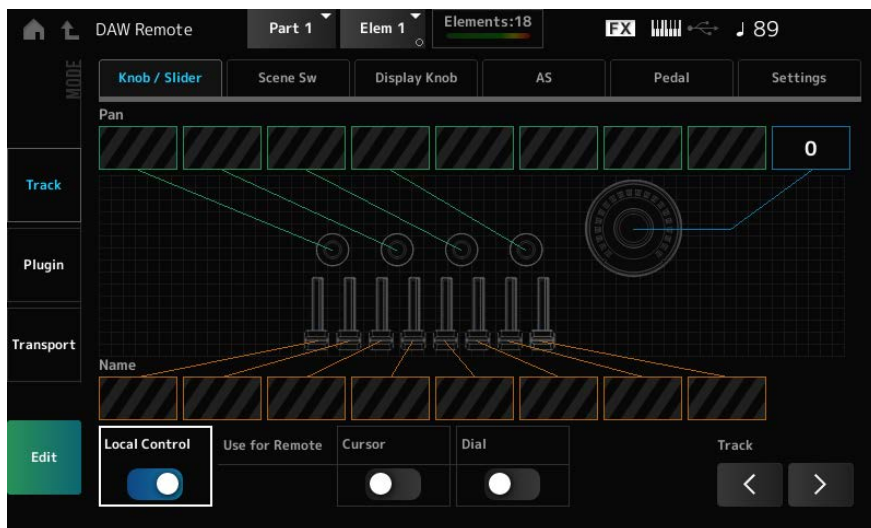 DAW Remote
Part 1
Elem 1
Elements:18
FX
89
MODE
Knob / Slider
Scene Sw
Display Knob
AS
Pedal
Settings
Pan
0
Track
Plugin
Transport
Name
Edit
Local Control
Use for Remote
Cursor
Dial
Track